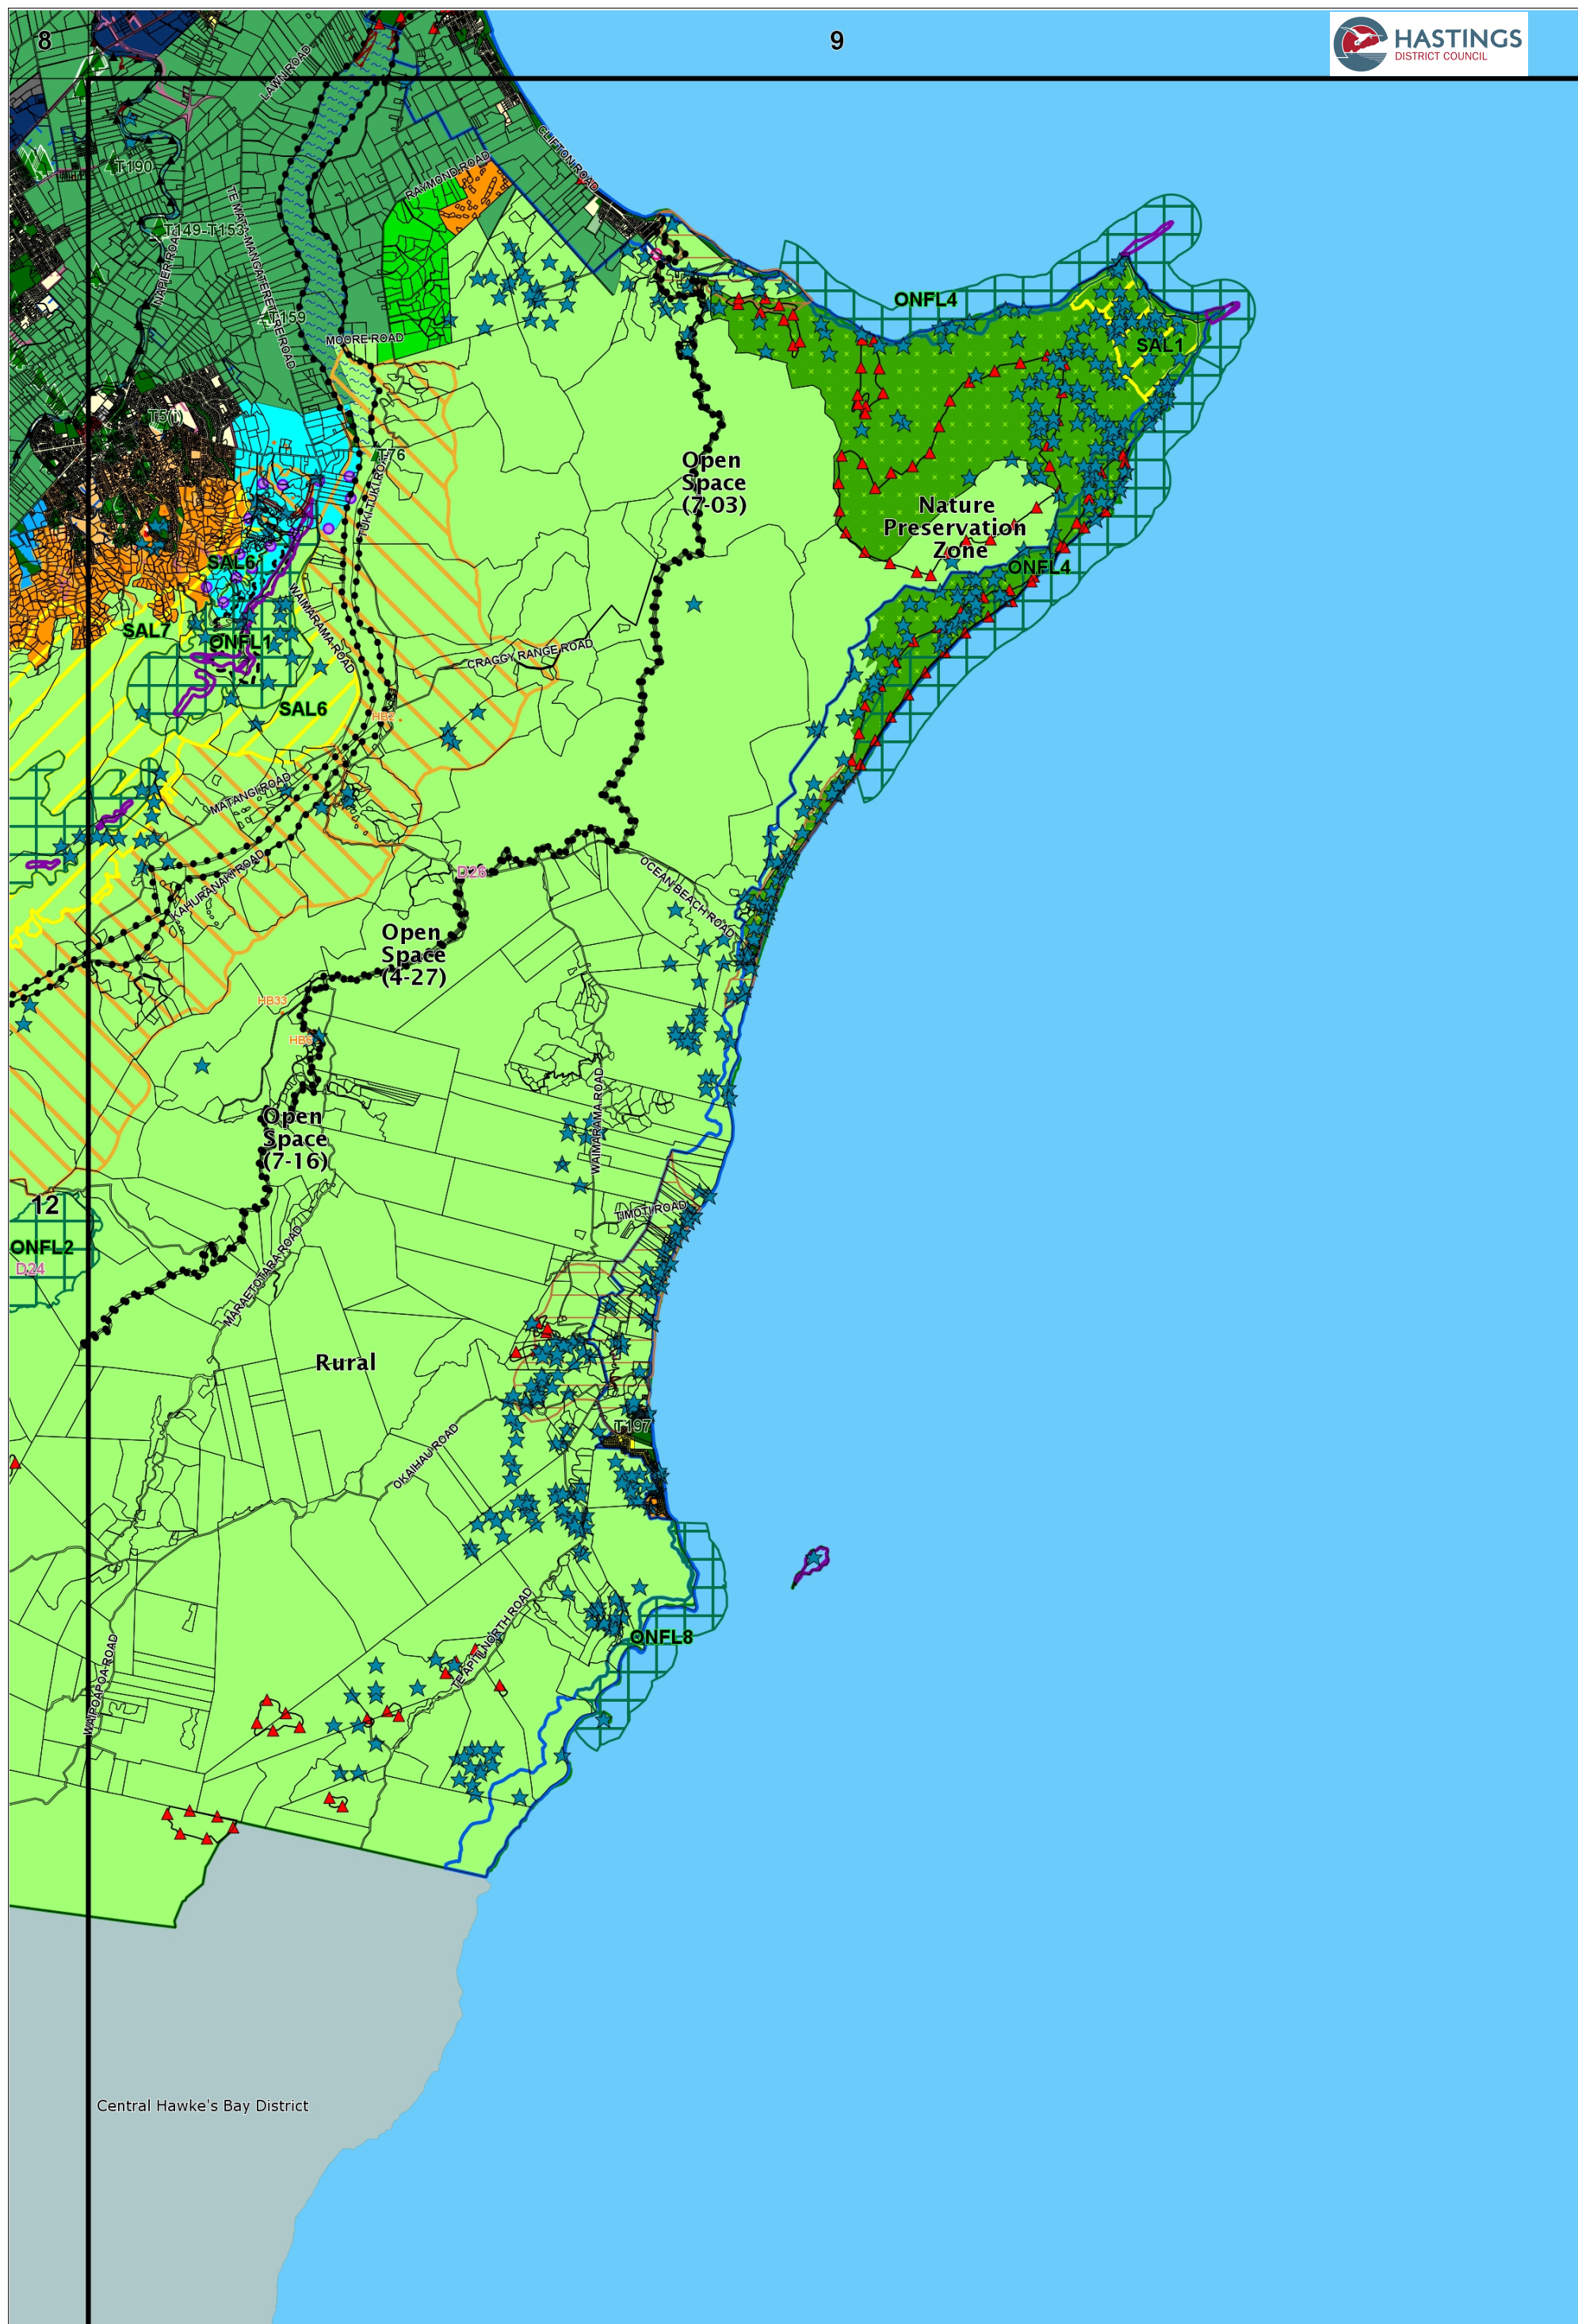 8
9
HASTINGS
DISTRICT COUNCIL
LAWN ROAD
CLIFTON ROAD
T190
RAYMOND ROAD
TE MATA-MANGATERETERE ROAD
T149-T153
NAPIER ROAD
ONFL4
T159
MOORE ROAD
SAL1
T5(i)
T76
Open
Space
(7-03)
TUKI TUKI ROAD
Nature
Preservation
Zone
SAL6
ONFL4
WAIMARAMA ROAD
SAL7
ONFL1
CRAGGY RANGE ROAD
SAL6
MATANGI ROAD
KAHURANAKI ROAD
D26
OCEAN BEACH ROAD
Open
Space
(4-27)
HB33
WAIMARAMA ROAD
Open
Space
(7-16)
12
TIMOTI ROAD
ONFL2
D24
MARAETOTARA ROAD
Rural
T197
OKAIHAU ROAD
TE APITI NORTH ROAD
ONFL8
WAIPOAPOA ROAD
Central Hawke's Bay District